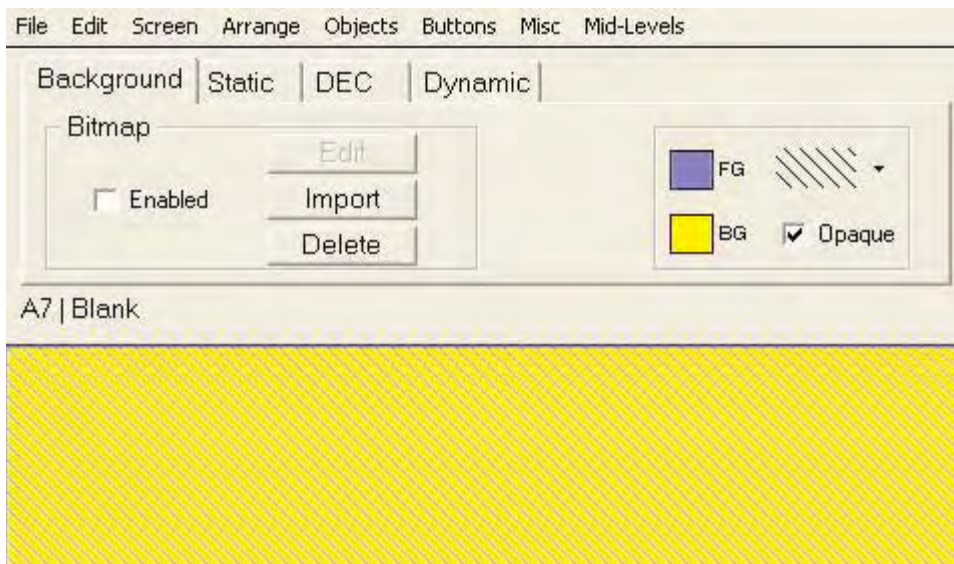 File Edit Screen Arrange Objects Buttons Misc Mid-Levels
Background Static DEC Dynamic
Bitmap
Edit
Enabled Import
Delete
FG
BG Opaque
A7 | Blank